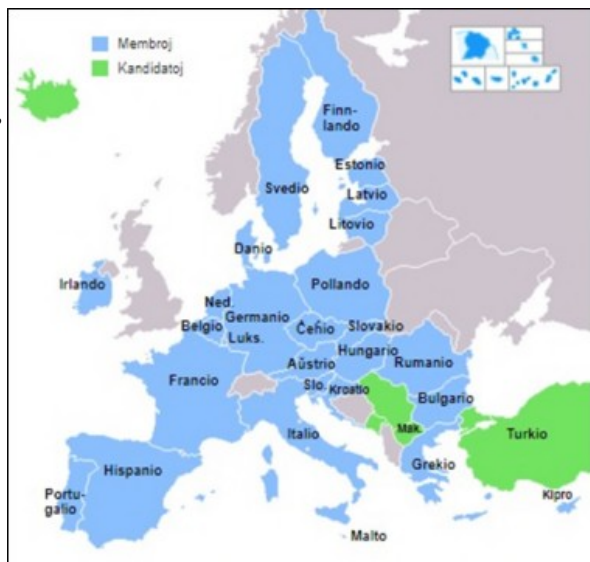 Membroj
Kandidatoj
Finn-
lando
Estonio
Svedio
Latvio
Litovio
Danio
Irlando
Pollando
Ned.
Germanio
Belgio
Luks.
Ĉeĥio
Slovakio
Hungario
Aŭstrio
Rumanio
Francio
Slo.
Kroatio
Bulgario
Italio
Mak.
Turkio
Hispanio
Grekio
Portu-
galio
Kipro
Malto